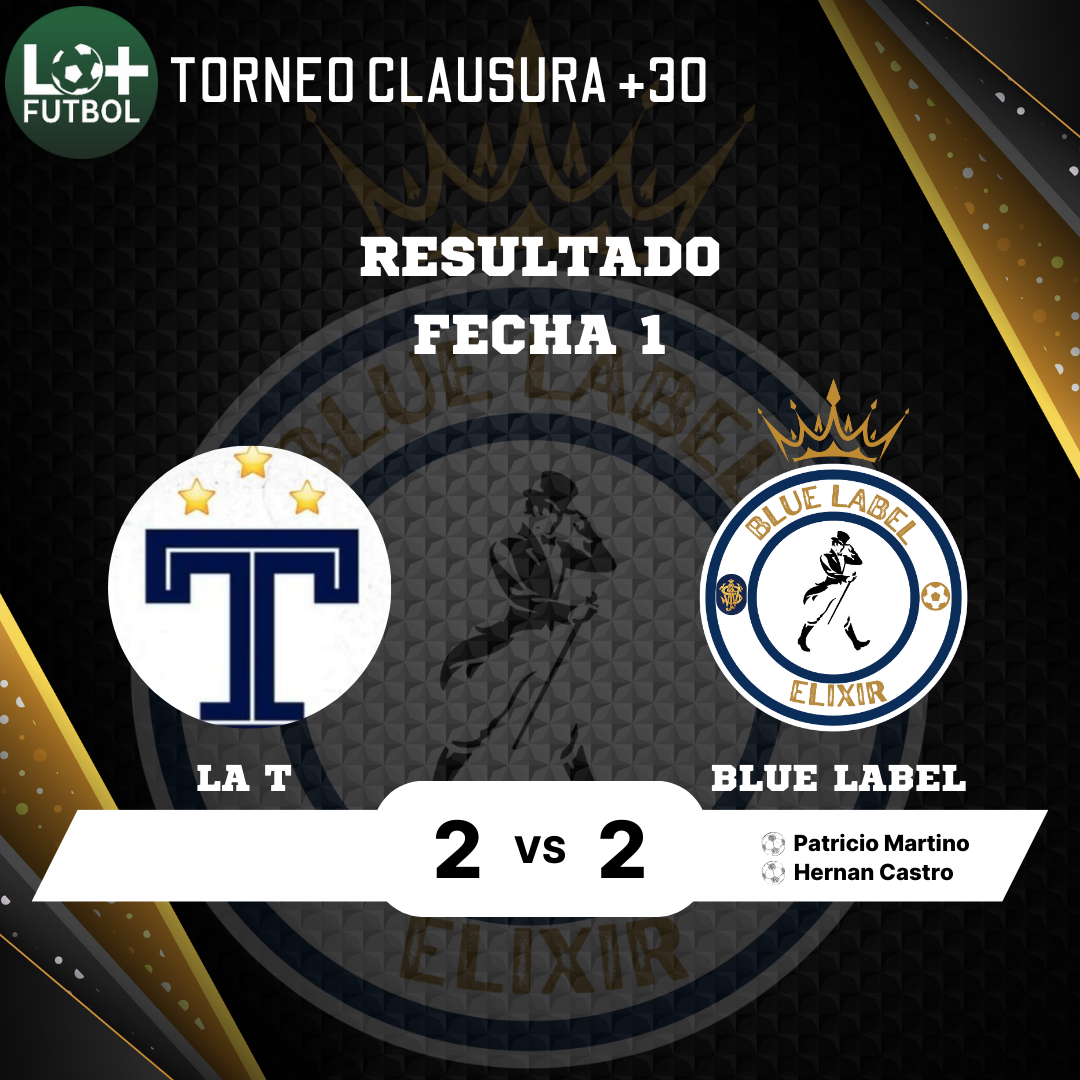 LO+
FUTBOL
TORNEO CLAUSURA +30
RESULTADO
FECHA 1
BLUE LABEL
T
BLUE LABEL
ELIXIR
LA T
BLUE LABEL
2 vs 2
Patricio Martino
Hernan Castro
ELIXIR